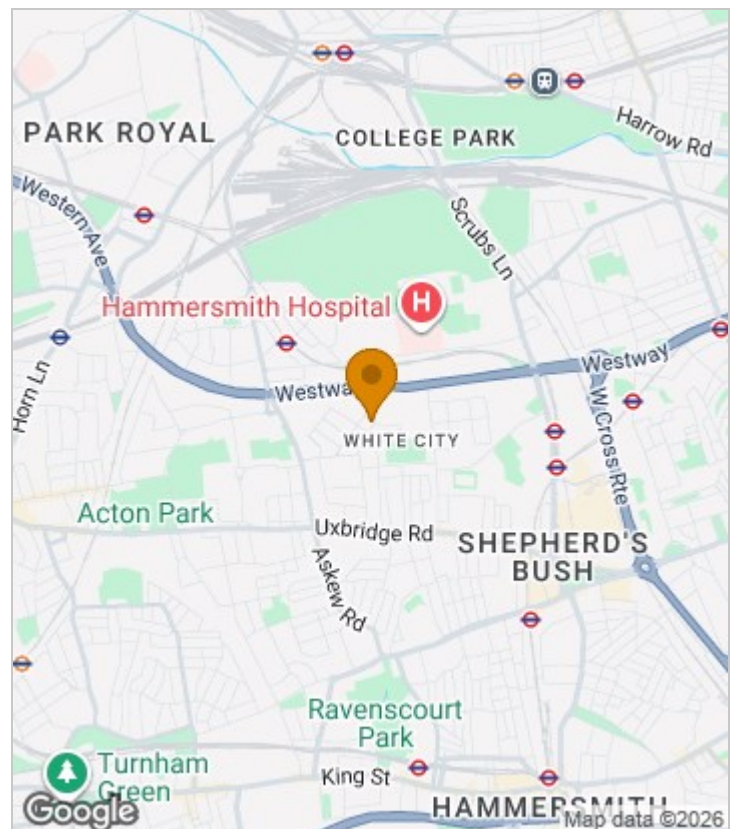 PARK ROYAL
COLLEGE PARK
Harrow Rd
Western Ave
Scrubs Ln
Hammersmith Hospital
H
Horn Ln
Westway
Westwa
W Cross Rte
WHITE CITY
Acton Park
Uxbridge Rd
SHEPHERD'S
BUSH
Askew Rd
Ravenscourt
Park
Turnham
Green
King St
HAMMERSMITH
Google
Map data ©2026